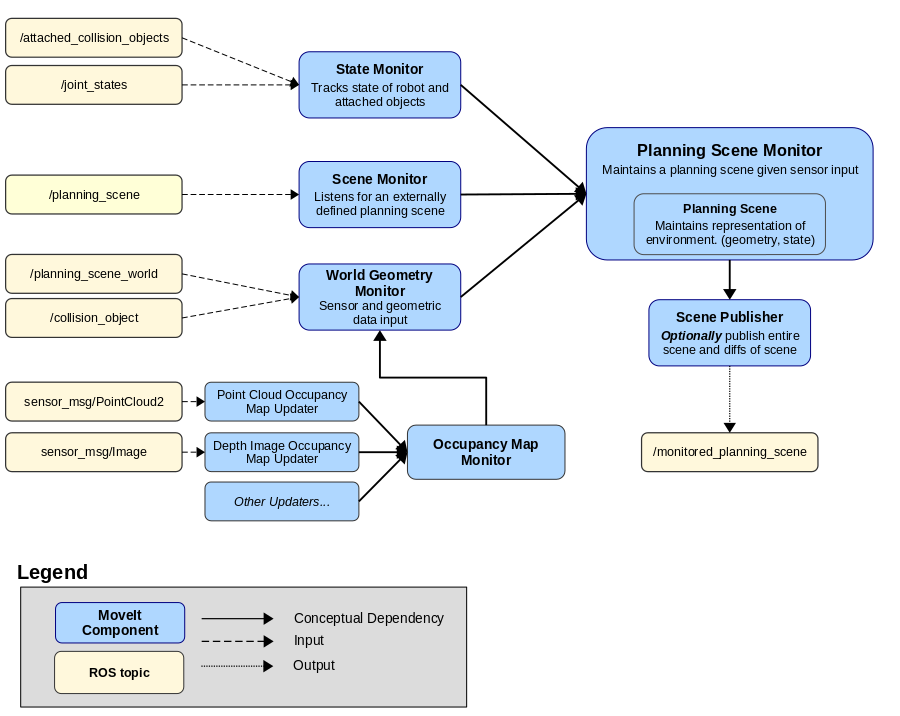 /attached_collision_objects
/joint_states
State Monitor
Tracks state of robot and
attached objects
/planning_scene
Scene Monitor
Listens for an externally
defined planning scene
/planning_scene_world
/collision_object
World Geometry
Monitor
Sensor and geometric
data input
Planning Scene Monitor
Maintains a planning scene given sensor input
Planning Scene
Maintains representation of
environment. (geometry, state)
Scene Publisher
Optionally publish entire
scene and diffs of scene
/monitored_planning_scene
sensor_msg/PointCloud2
Point Cloud Occupancy
Map Updater
sensor_msg/Image
Depth Image Occupancy
Map Updater
Other Updaters...
Occupancy Map
Monitor
Legend
MoveIt
Component
ROS topic
Conceptual Dependency
Input
Output